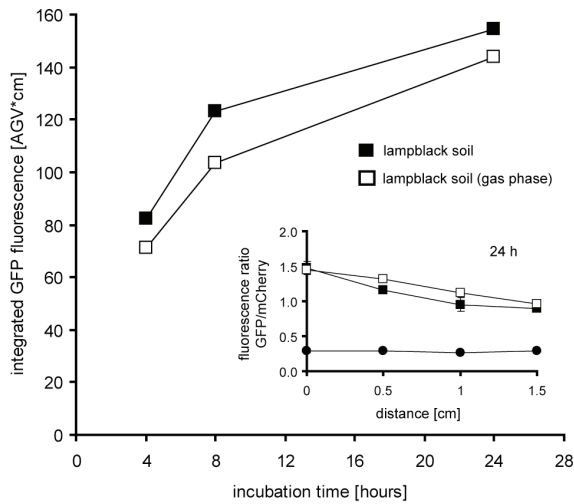 160
140
120
100
80
60
40
20
0
integrated GFP fluorescence [AGV*cm]
lampblack soil
lampblack soil (gas phase)
24 h
2.0
1.5
1.0
0.5
0.0
fluorescence ratio
GFP/mCherry
0 0.5 1 1.5
distance [cm]
0 4 8 12 16 20 24 28
incubation time [hours]